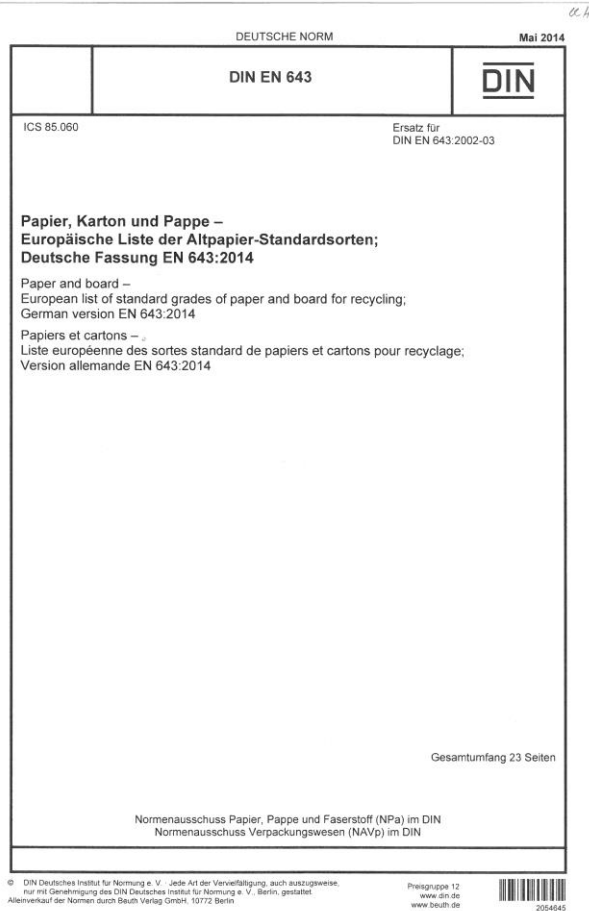 DEUTSCHE NORM
Mai 2014
DIN EN 643
DIN
ICS 85.060
Ersatz für
DIN EN 643:2002-03
Papier, Karton und Pappe –
Europäische Liste der Altpapier-Standardsorten;
Deutsche Fassung EN 643:2014
Paper and board –
European list of standard grades of paper and board for recycling;
German version EN 643:2014
Papiers et cartons –
Liste européenne des sortes standard de papiers et cartons pour recyclage;
Version allemande EN 643:2014
Gesamtumfang 23 Seiten
Normenausschuss Papier, Pappe und Faserstoff (NPa) im DIN
Normenausschuss Verpackungswesen (NAVp) im DIN
© DIN Deutsches Institut für Normung e. V. · Jede Art der Vervielfältigung, auch auszugsweise,
nur mit Genehmigung des DIN Deutsches Institut für Normung e. V., Berlin, gestattet.
Alleinverkauf der Normen durch Beuth Verlag GmbH, 10772 Berlin
Preisgruppe 12
www.din.de
www.beuth.de
2054645